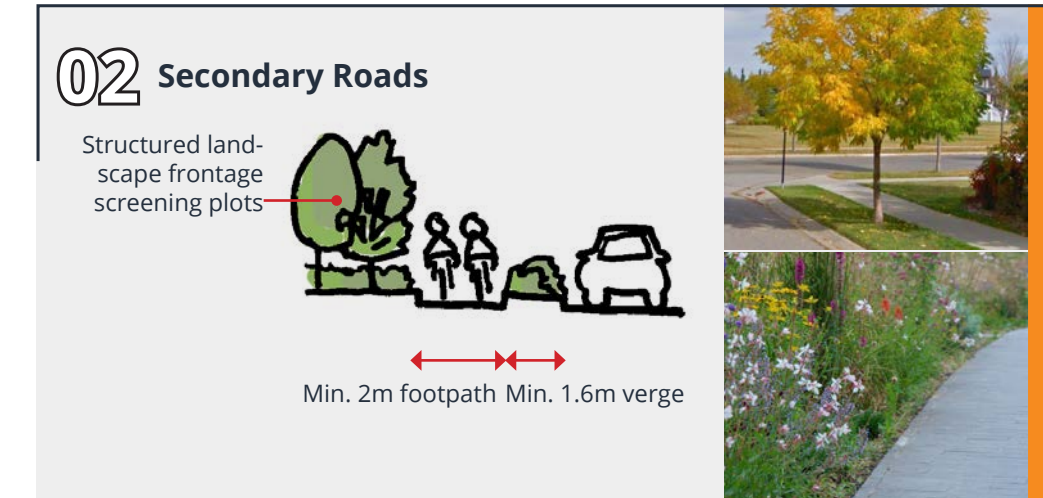 02 Secondary Roads
Structured land-
scape frontage
screening plots
Min. 2m footpath Min. 1.6m verge